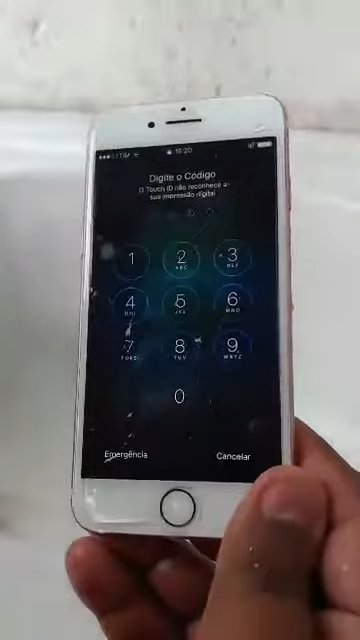 TIM 15:20
Digite o Código
O Touch ID não reconhece a
sua impressão digital
1 2 3
ABC DEF
4 5 6
GHI JKL MNO
7 8 9
PQRS TUV WXYZ
0
Emergência Cancelar